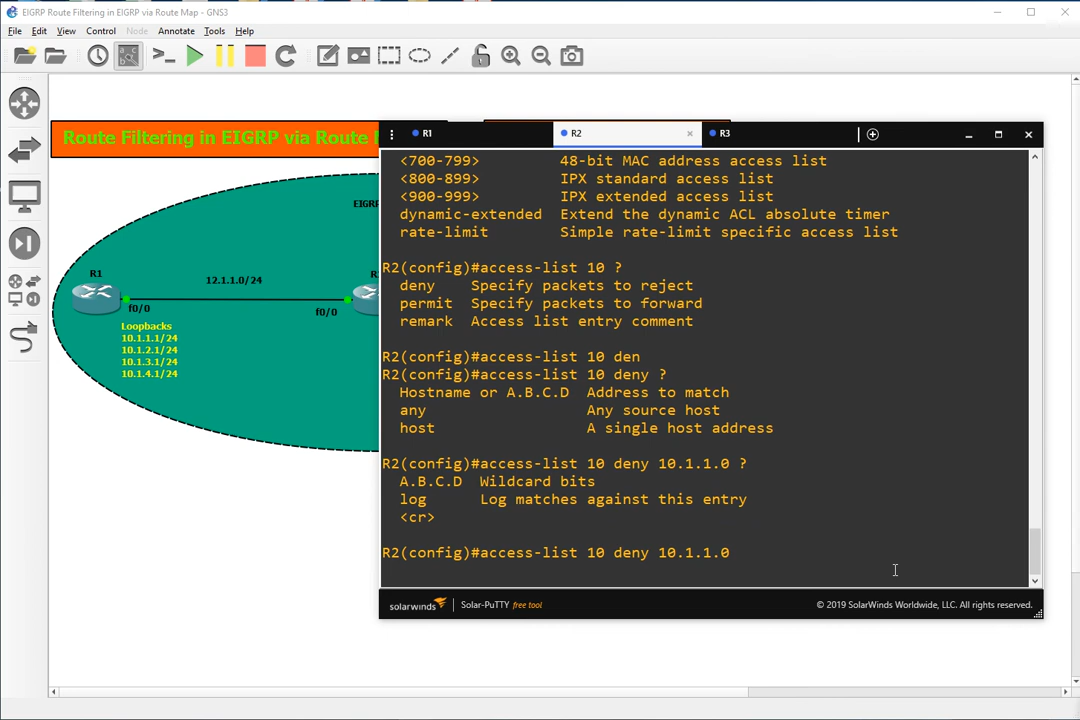 EIGRP Route Filtering in EIGRP via Route Map - GNS3
File Edit View Control Node Annotate Tools Help
Route Filtering in EIGRP via Route M
R1 R2 R3
<700-799> 48-bit MAC address access list
<800-899> IPX standard access list
<900-999> IPX extended access list
dynamic-extended Extend the dynamic ACL absolute timer
rate-limit Simple rate-limit specific access list
R2(config)#access-list 10 ?
deny Specify packets to reject
permit Specify packets to forward
remark Access list entry comment
R2(config)#access-list 10 den
R2(config)#access-list 10 deny ?
Hostname or A.B.C.D Address to match
any Any source host
host A single host address
R2(config)#access-list 10 deny 10.1.1.0 ?
A.B.C.D Wildcard bits
log Log matches against this entry
<cr>
R2(config)#access-list 10 deny 10.1.1.0
solarwinds Solar-PuTTY free tool © 2019 SolarWinds Worldwide, LLC. All rights reserved.
EIGRP
R1
12.1.1.0/24
f0/0
f0/0
Loopbacks
10.1.1.1/24
10.1.2.1/24
10.1.3.1/24
10.1.4.1/24